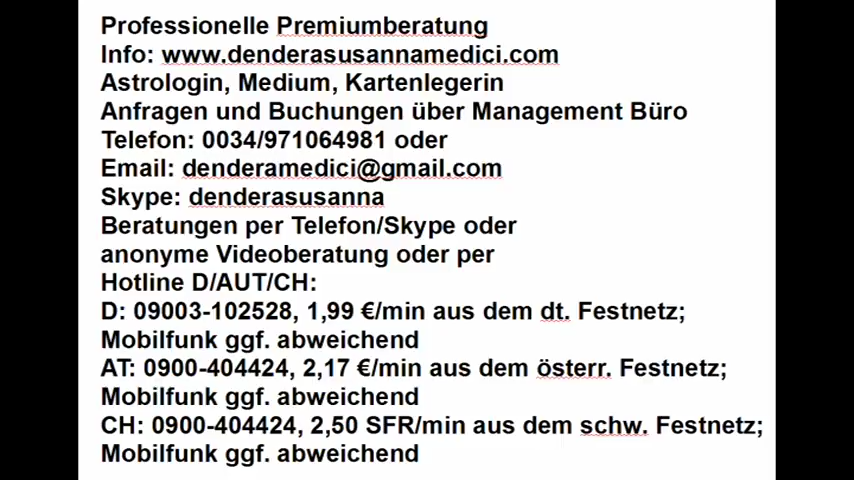 Professionelle Premiumberatung
Info: www.denderasusannamedici.com
Astrologin, Medium, Kartenlegerin
Anfragen und Buchungen über Management Büro
Telefon: 0034/971064981 oder
Email: denderamedici@gmail.com
Skype: denderasusanna
Beratungen per Telefon/Skype oder
anonyme Videoberatung oder per
Hotline D/AUT/CH:
D: 09003-102528, 1,99 €/min aus dem dt. Festnetz;
Mobilfunk ggf. abweichend
AT: 0900-404424, 2,17 €/min aus dem österr. Festnetz;
Mobilfunk ggf. abweichend
CH: 0900-404424, 2,50 SFR/min aus dem schw. Festnetz;
Mobilfunk ggf. abweichend